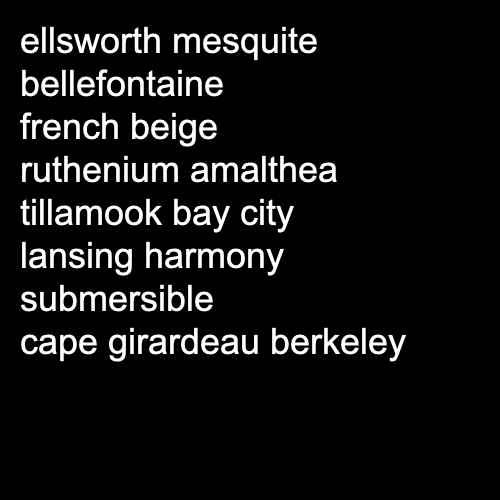 ellsworth mesquite
bellefontaine
french beige
ruthenium amalthea
tillamook bay city
lansing harmony
submersible
cape girardeau berkeley